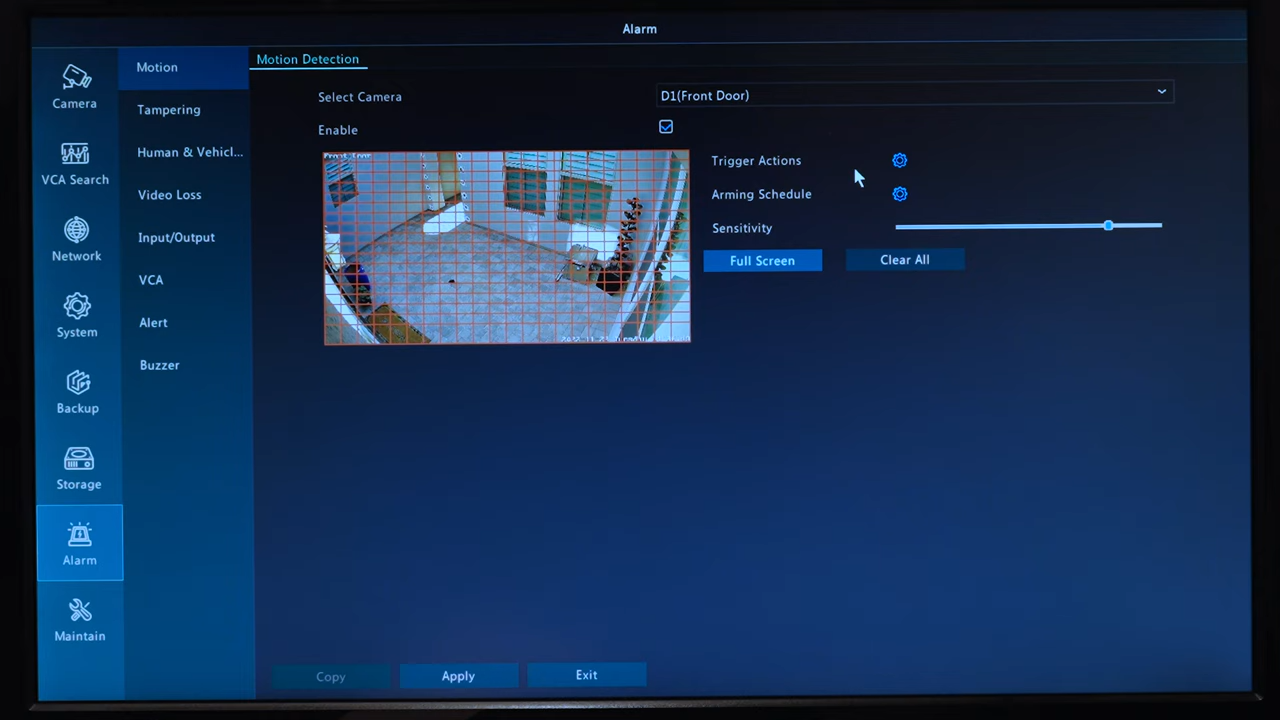 Alarm
Camera
VCA Search
Network
System
Backup
Storage
Alarm
Maintain
Motion
Tampering
Human & Vehicl...
Video Loss
Input/Output
VCA
Alert
Buzzer
Motion Detection
Select Camera
D1(Front Door)
Enable
Front Door
Trigger Actions
Arming Schedule
Sensitivity
Full Screen
Clear All
Copy
Apply
Exit